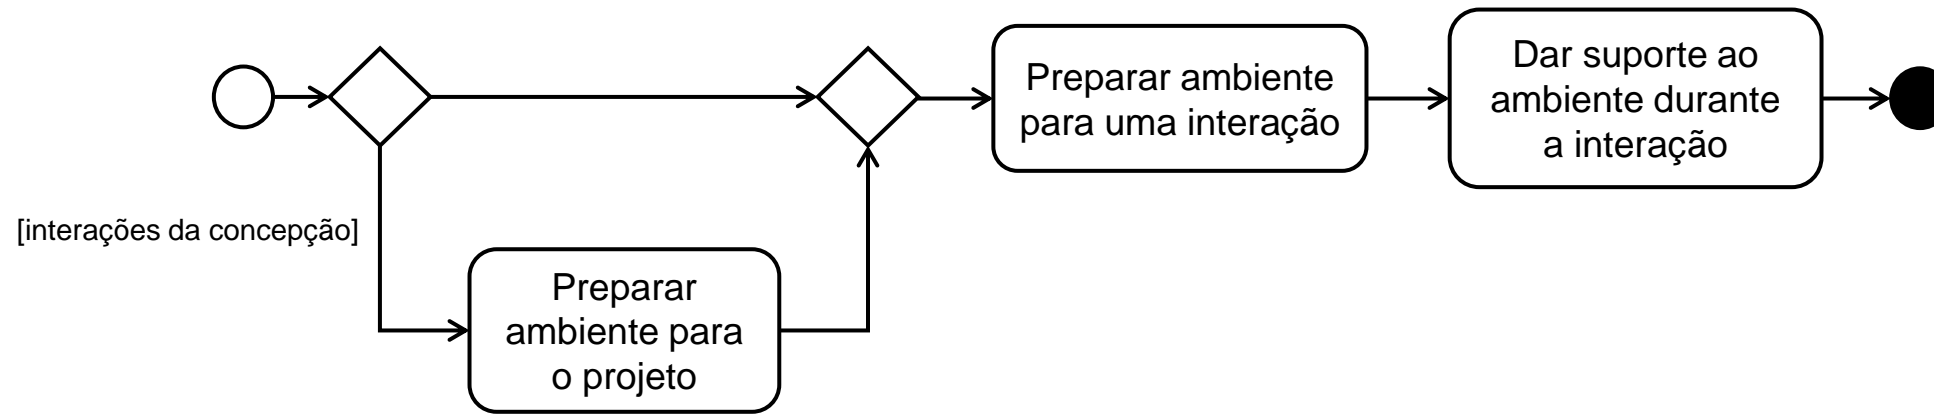 Preparar ambiente
para uma interação
Dar suporte ao
ambiente durante
a interação
[interações da concepção]
Preparar
ambiente para
o projeto